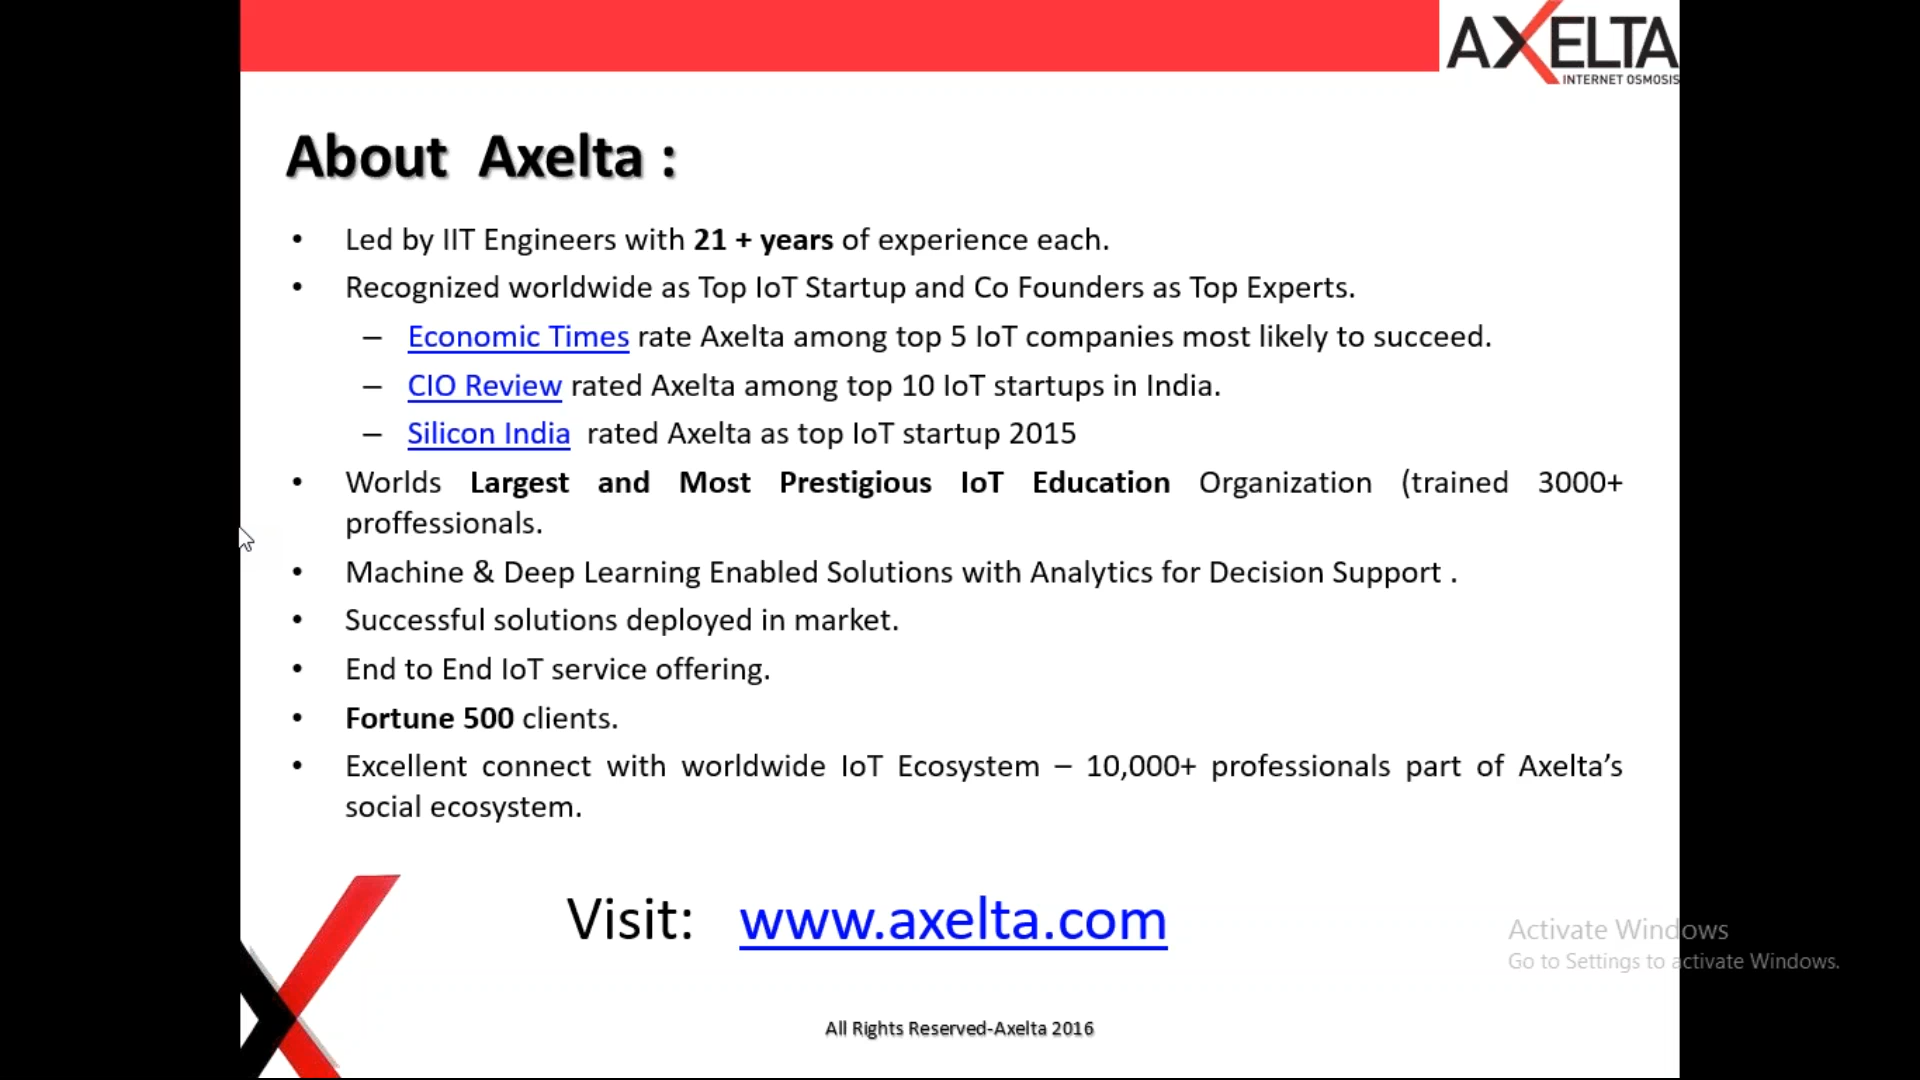 AXELTA
INTERNET OSMOSIS
About Axelta :
• Led by IIT Engineers with 21 + years of experience each.
• Recognized worldwide as Top IoT Startup and Co Founders as Top Experts.
– Economic Times rate Axelta among top 5 IoT companies most likely to succeed.
– CIO Review rated Axelta among top 10 IoT startups in India.
– Silicon India rated Axelta as top IoT startup 2015
• Worlds Largest and Most Prestigious IoT Education Organization (trained 3000+
proffessionals.
• Machine & Deep Learning Enabled Solutions with Analytics for Decision Support .
• Successful solutions deployed in market.
• End to End IoT service offering.
• Fortune 500 clients.
• Excellent connect with worldwide IoT Ecosystem – 10,000+ professionals part of Axelta’s
social ecosystem.
Visit: www.axelta.com
Activate Windows
Go to Settings to activate Windows.
All Rights Reserved-Axelta 2016